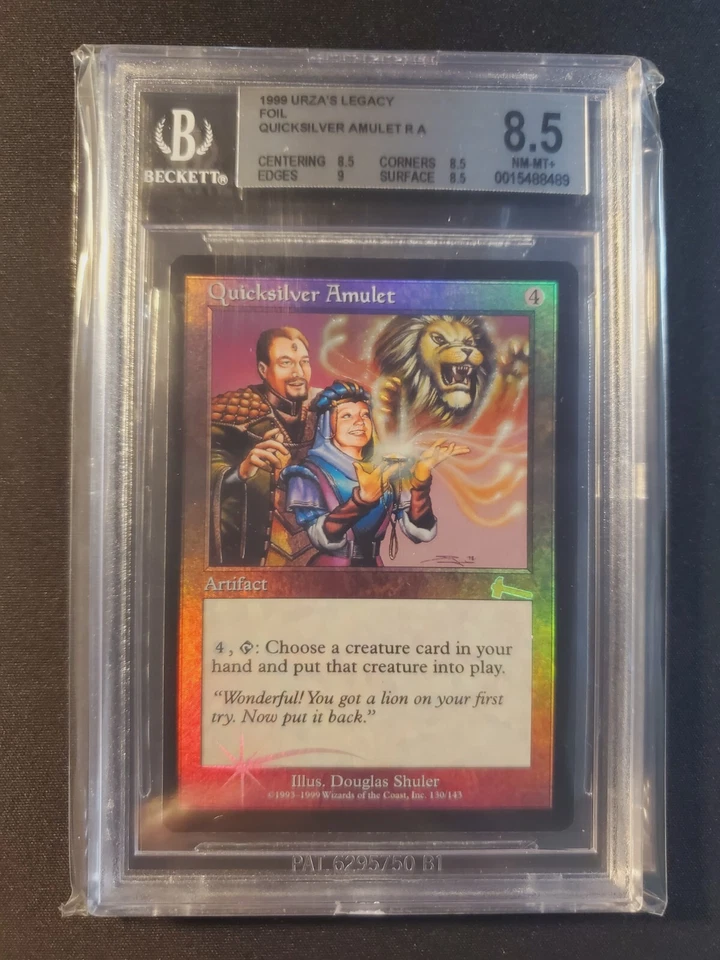 1999 URZA'S LEGACY
FOIL
QUICKSILVER AMULET R A
CENTERING 8.5 CORNERS 8.5
EDGES 9 SURFACE 8.5
8.5
NM-MT+
0015488489
B
BECKETT®
Quicksilver Amulet 4
Artifact
4, : Choose a creature card in your
hand and put that creature into play.
“Wonderful! You got a lion on your first
try. Now put it back.”
Illus. Douglas Shuler
©1993–1999 Wizards of the Coast, Inc. 130/143
PAT. 6295750 B1